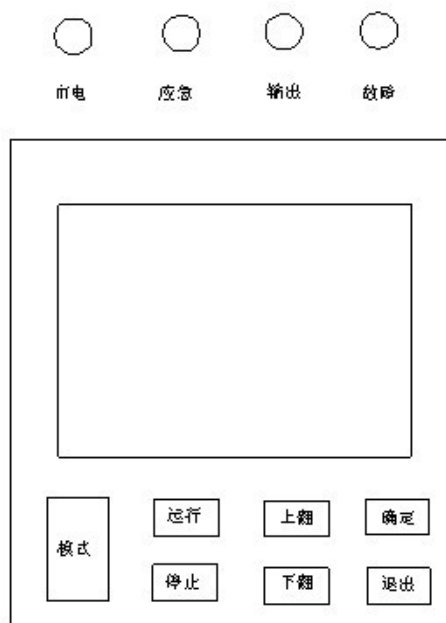 市电 应急 输出 故障
运行 上翻 确定
模式
停止 下翻 退出